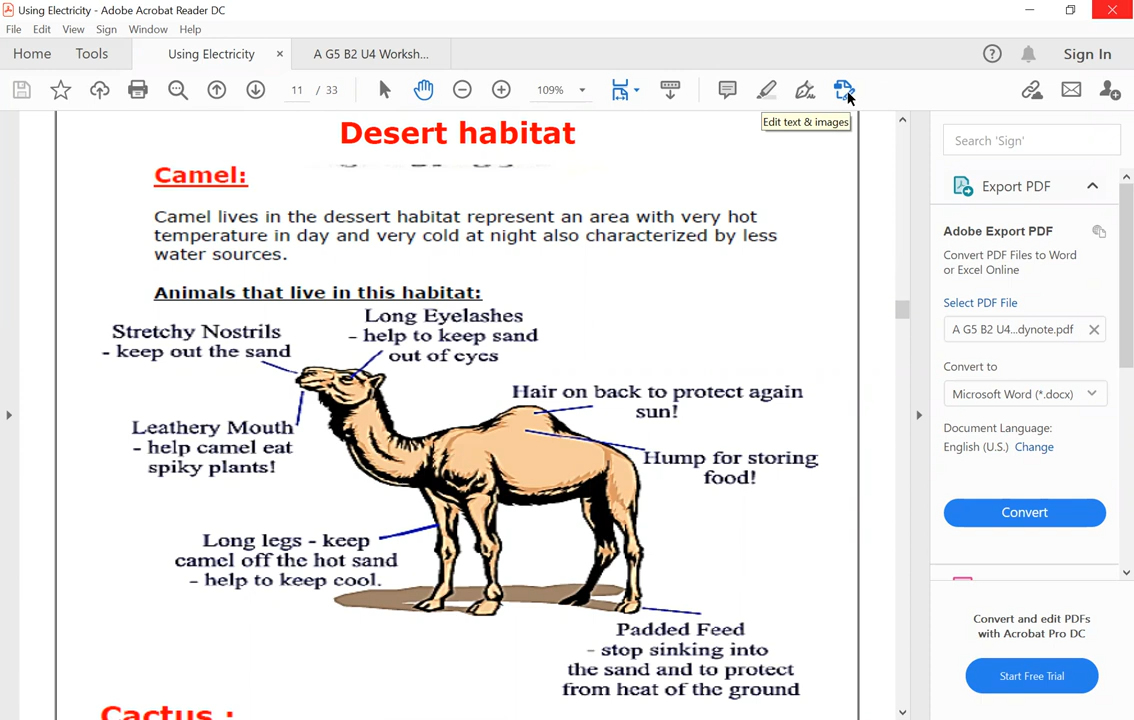 Using Electricity - Adobe Acrobat Reader DC
File Edit View Sign Window Help
Home Tools Using Electricity × A G5 B2 U4 Worksh... Sign In
11 / 33 109%
Edit text & images
Desert habitat
Camel:
Camel lives in the dessert habitat represent an area with very hot
temperature in day and very cold at night also characterized by less
water sources.
Animals that live in this habitat:
Long Eyelashes
- help to keep sand
out of eyes
Stretchy Nostrils
- keep out the sand
Hair on back to protect again
sun!
Leathery Mouth
- help camel eat
spiky plants!
Hump for storing
food!
Long legs - keep
camel off the hot sand
- help to keep cool.
Padded Feed
- stop sinking into
the sand and to protect
from heat of the ground
Cactus :
Search 'Sign'
Export PDF
Adobe Export PDF
Convert PDF Files to Word
or Excel Online
Select PDF File
A G5 B2 U4...dynote.pdf
Convert to
Microsoft Word (*.docx)
Document Language:
English (U.S.) Change
Convert
Convert and edit PDFs
with Acrobat Pro DC
Start Free Trial